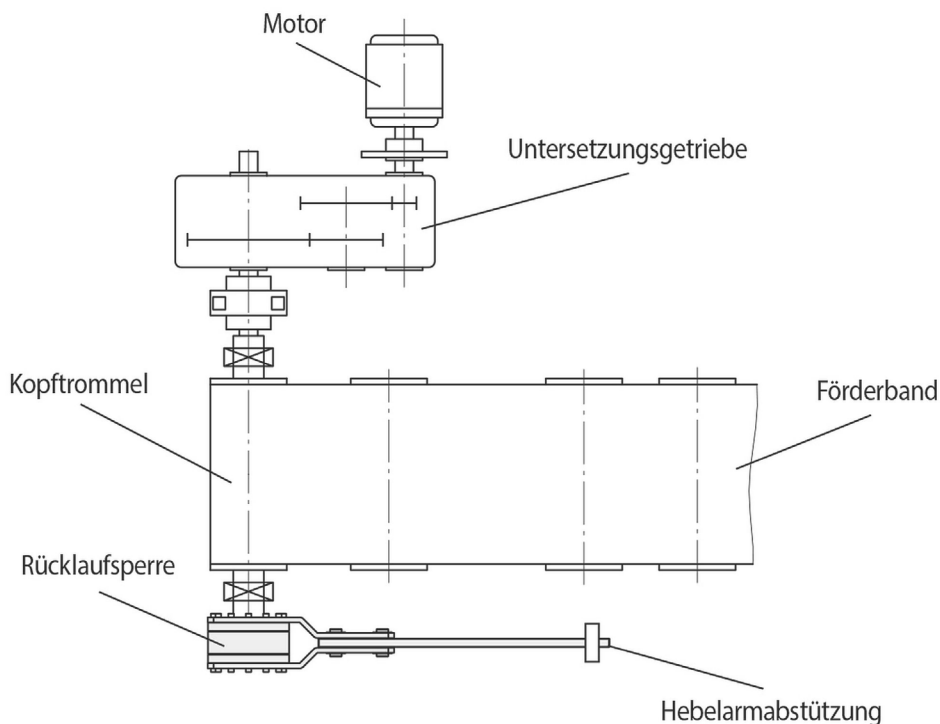 Motor
Untersetzungsgetriebe
Kopftrommel
Förderband
Rücklaufsperre
Hebelarmabstützung